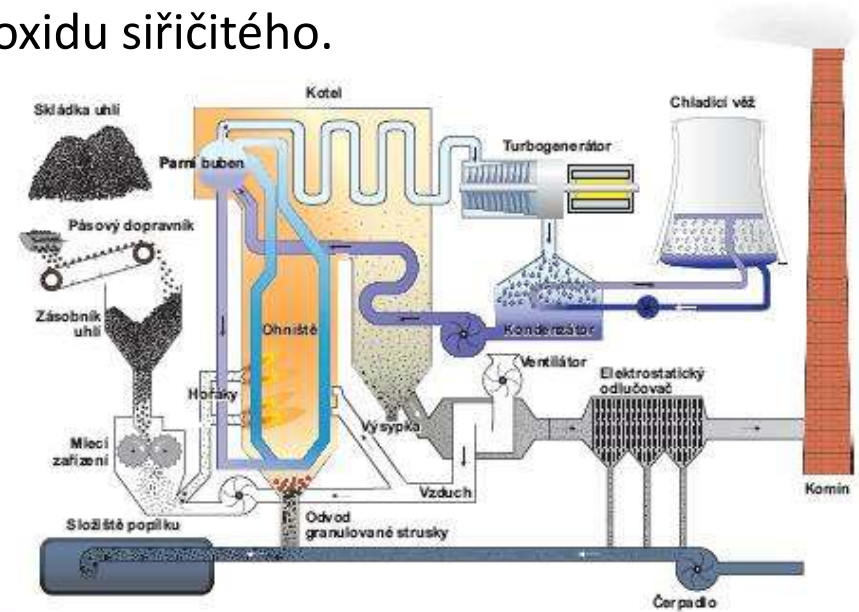 oxidu siřičitého.
Kotel
Skládka uhlí
Chladicí věž
Turbogenerátor
Parní buben
Pásový dopravník
Zásobník
uhlí
Ohniště
Kondenzátor
Ventilátor
Elektrostatický
odlučovač
Hořáky
Výsypka
Mlecí
zařízení
Vzduch
Komín
Odvod
granulované strusky
Složiště popílku
Čerpadlo